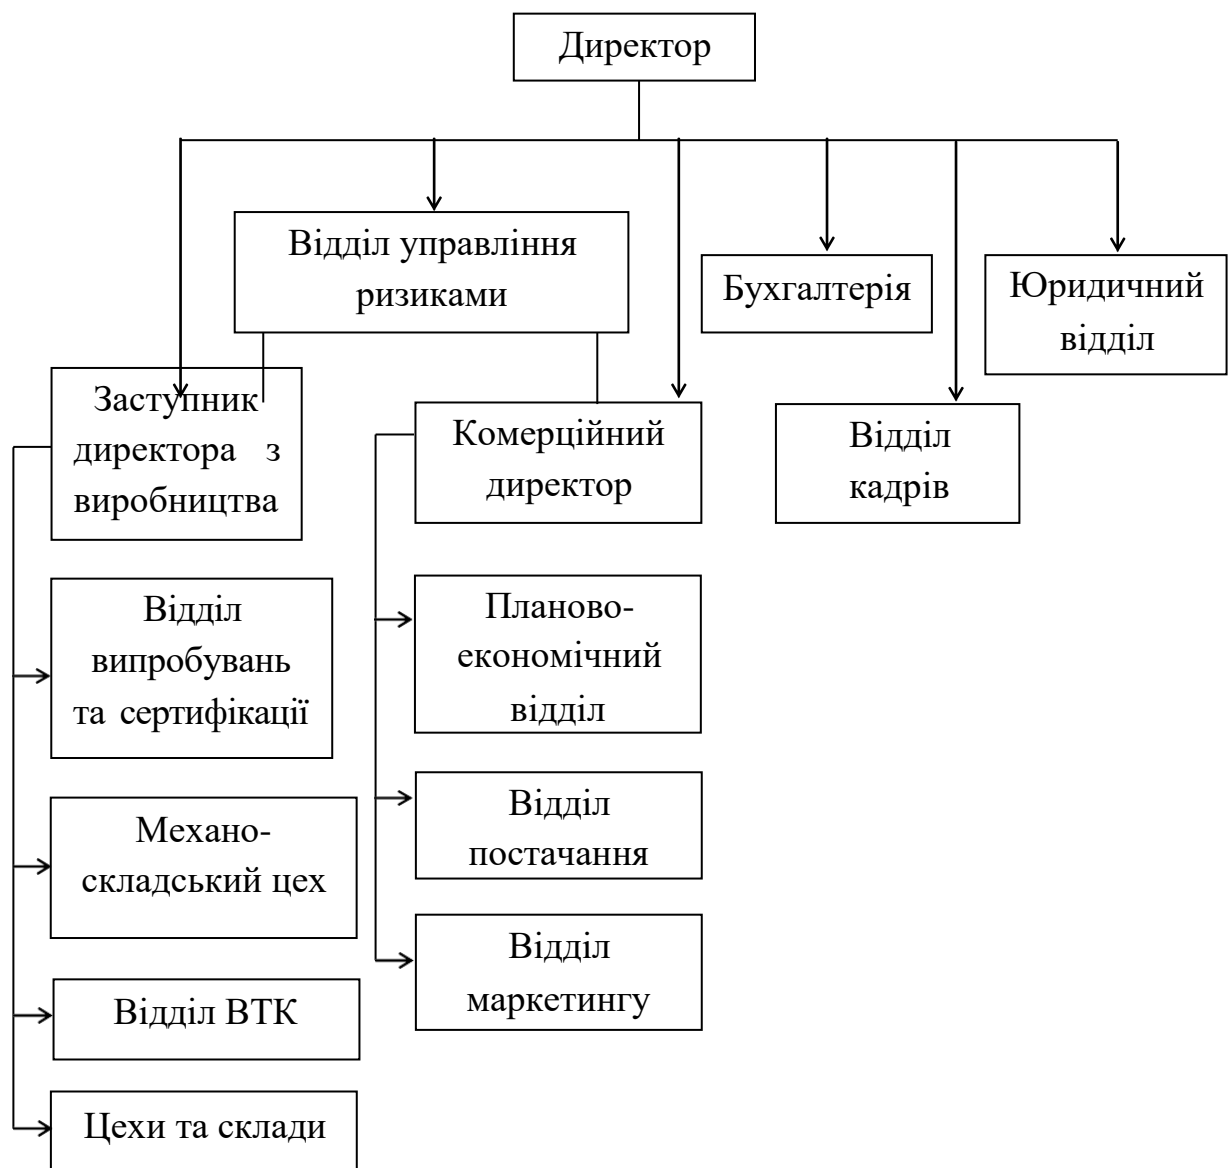 Директор
Відділ управління
ризиками
Бухгалтерія
Юридичний
відділ
Заступник
директора з
виробництва
Комерційний
директор
Відділ
кадрів
Відділ
випробувань
та сертифікації
Планово-
економічний
відділ
Механо-
складський цех
Відділ
постачання
Відділ
маркетингу
Відділ ВТК
Цехи та склади